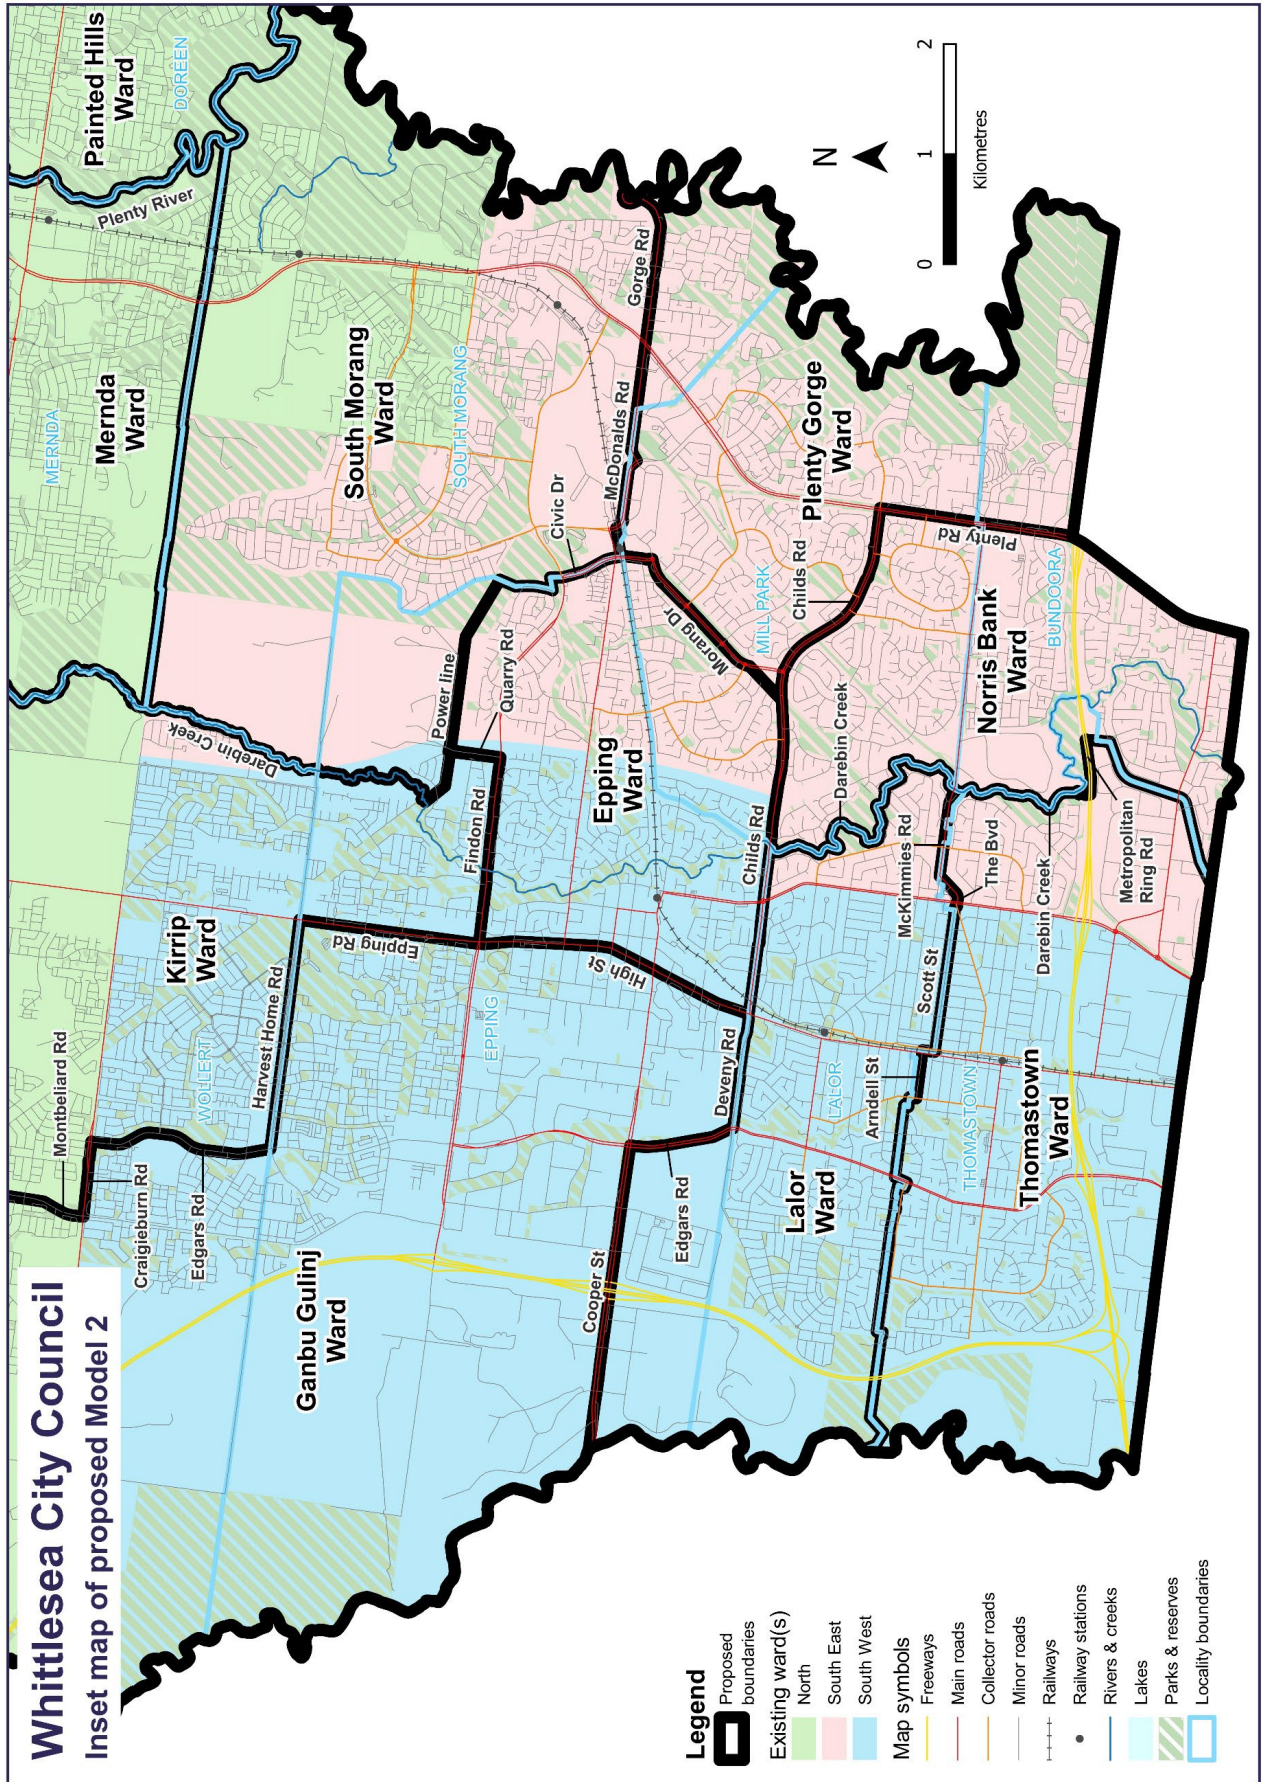 Whittlesea City Council
Inset map of proposed Model 2
Painted Hills
Ward
DOREEN
Plenty River
MERNDA
Mernda
Ward
South Morang
Ward
SOUTH MORANG
Gorge Rd
McDonalds Rd
Civic Dr
Plenty Gorge
Ward
Childs Rd
MILL PARK
Morang Dr
Plenty Rd
BUNDOORA
Norris Bank
Ward
Power line
Quarry Rd
Darebin Creek
Findon Rd
Epping
Ward
Childs Rd
Darebin Creek
McKimmies Rd
The Bvd
Darebin Creek
Metropolitan
Ring Rd
Kirrip
Ward
Epping Rd
High St
EPPING
Harvest Home Rd
WOLLERT
Montbeliard Rd
Craigieburn Rd
Edgars Rd
Ganbu Gulinj
Ward
Cooper St
Edgars Rd
Deveny Rd
LALOR
Lalor
Ward
Arndell St
Scott St
THOMASTOWN
Thomastown
Ward
N
0
1
2
Kilometres
Legend
Proposed
boundaries
Existing ward(s)
North
South East
South West
Map symbols
Freeways
Main roads
Collector roads
Minor roads
Railways
Railway stations
Rivers & creeks
Lakes
Parks & reserves
Locality boundaries